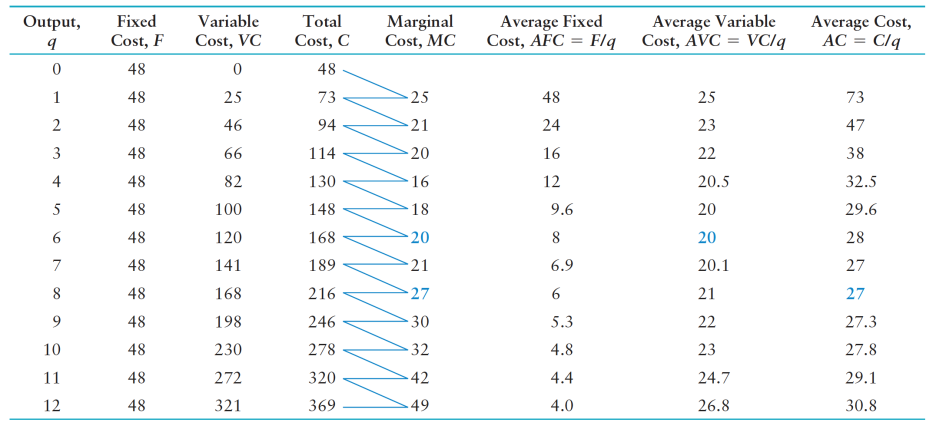 Output, Fixed Variable Total Marginal Average Fixed Average Variable Average Cost,
q Cost, F Cost, VC Cost, C Cost, MC Cost, AFC = F/q Cost, AVC = VC/q AC = C/q
0 48 0 48
1 48 25 73 25 48 25 73
2 48 46 94 21 24 23 47
3 48 66 114 20 16 22 38
4 48 82 130 16 12 20.5 32.5
5 48 100 148 18 9.6 20 29.6
6 48 120 168 20 8 20 28
7 48 141 189 21 6.9 20.1 27
8 48 168 216 27 6 21 27
9 48 198 246 30 5.3 22 27.3
10 48 230 278 32 4.8 23 27.8
11 48 272 320 42 4.4 24.7 29.1
12 48 321 369 49 4.0 26.8 30.8